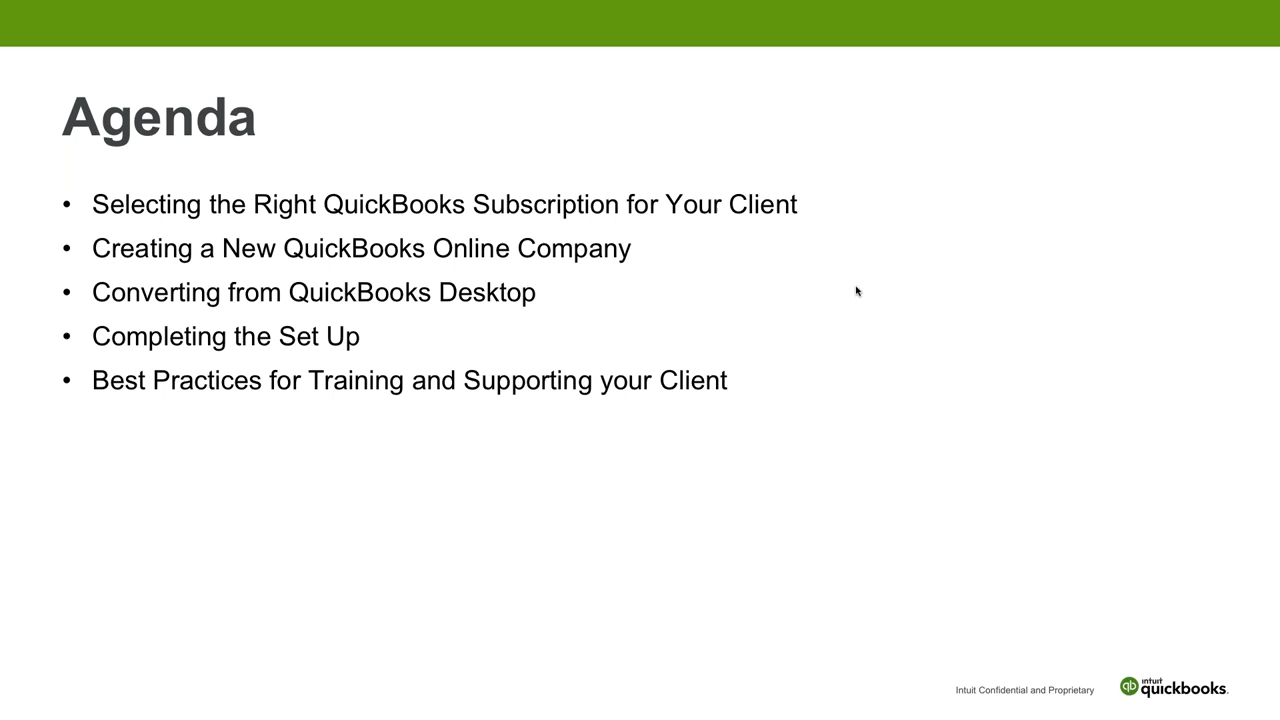 Agenda
• Selecting the Right QuickBooks Subscription for Your Client
• Creating a New QuickBooks Online Company
• Converting from QuickBooks Desktop
• Completing the Set Up
• Best Practices for Training and Supporting your Client
Intuit Confidential and Proprietary
qb intuit quickbooks.